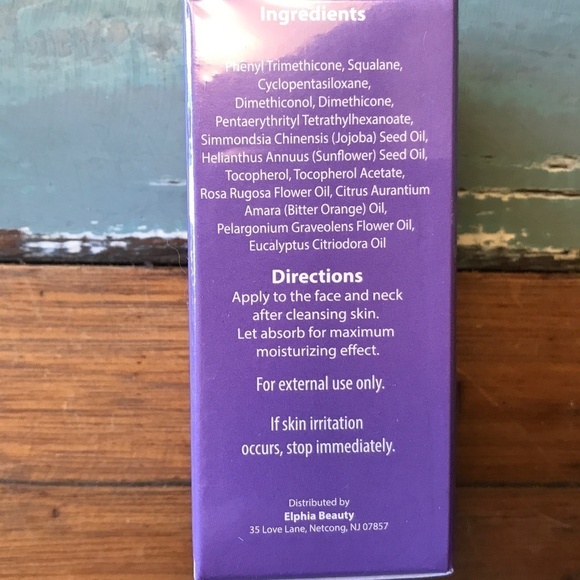 Ingredients
Phenyl Trimethicone, Squalane,
Cyclopentasiloxane,
Dimethiconol, Dimethicone,
Pentaerythrityl Tetrathylhexanoate,
Simmondsia Chinensis (Jojoba) Seed Oil,
Helianthus Annuus (Sunflower) Seed Oil,
Tocopherol, Tocopherol Acetate,
Rosa Rugosa Flower Oil, Citrus Aurantium
Amara (Bitter Orange) Oil,
Pelargonium Graveolens Flower Oil,
Eucalyptus Citriodora Oil
Directions
Apply to the face and neck
after cleansing skin.
Let absorb for maximum
moisturizing effect.
For external use only.
If skin irritation
occurs, stop immediately.
Distributed by
Elphia Beauty
35 Love Lane, Netcong, NJ 07857